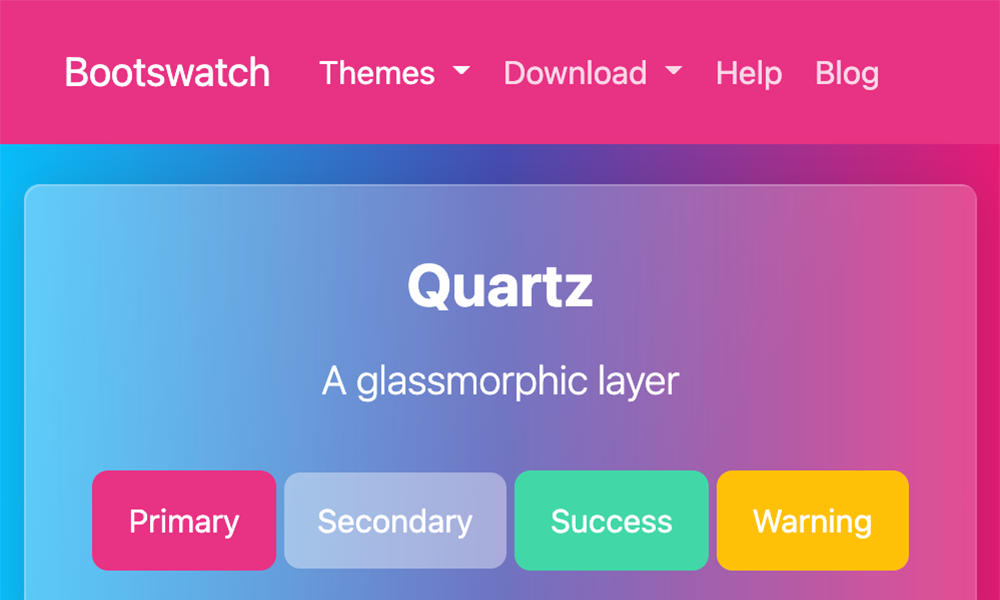 Bootswatch Themes Download Help Blog
Quartz
A glassmorphic layer
Primary Secondary Success Warning